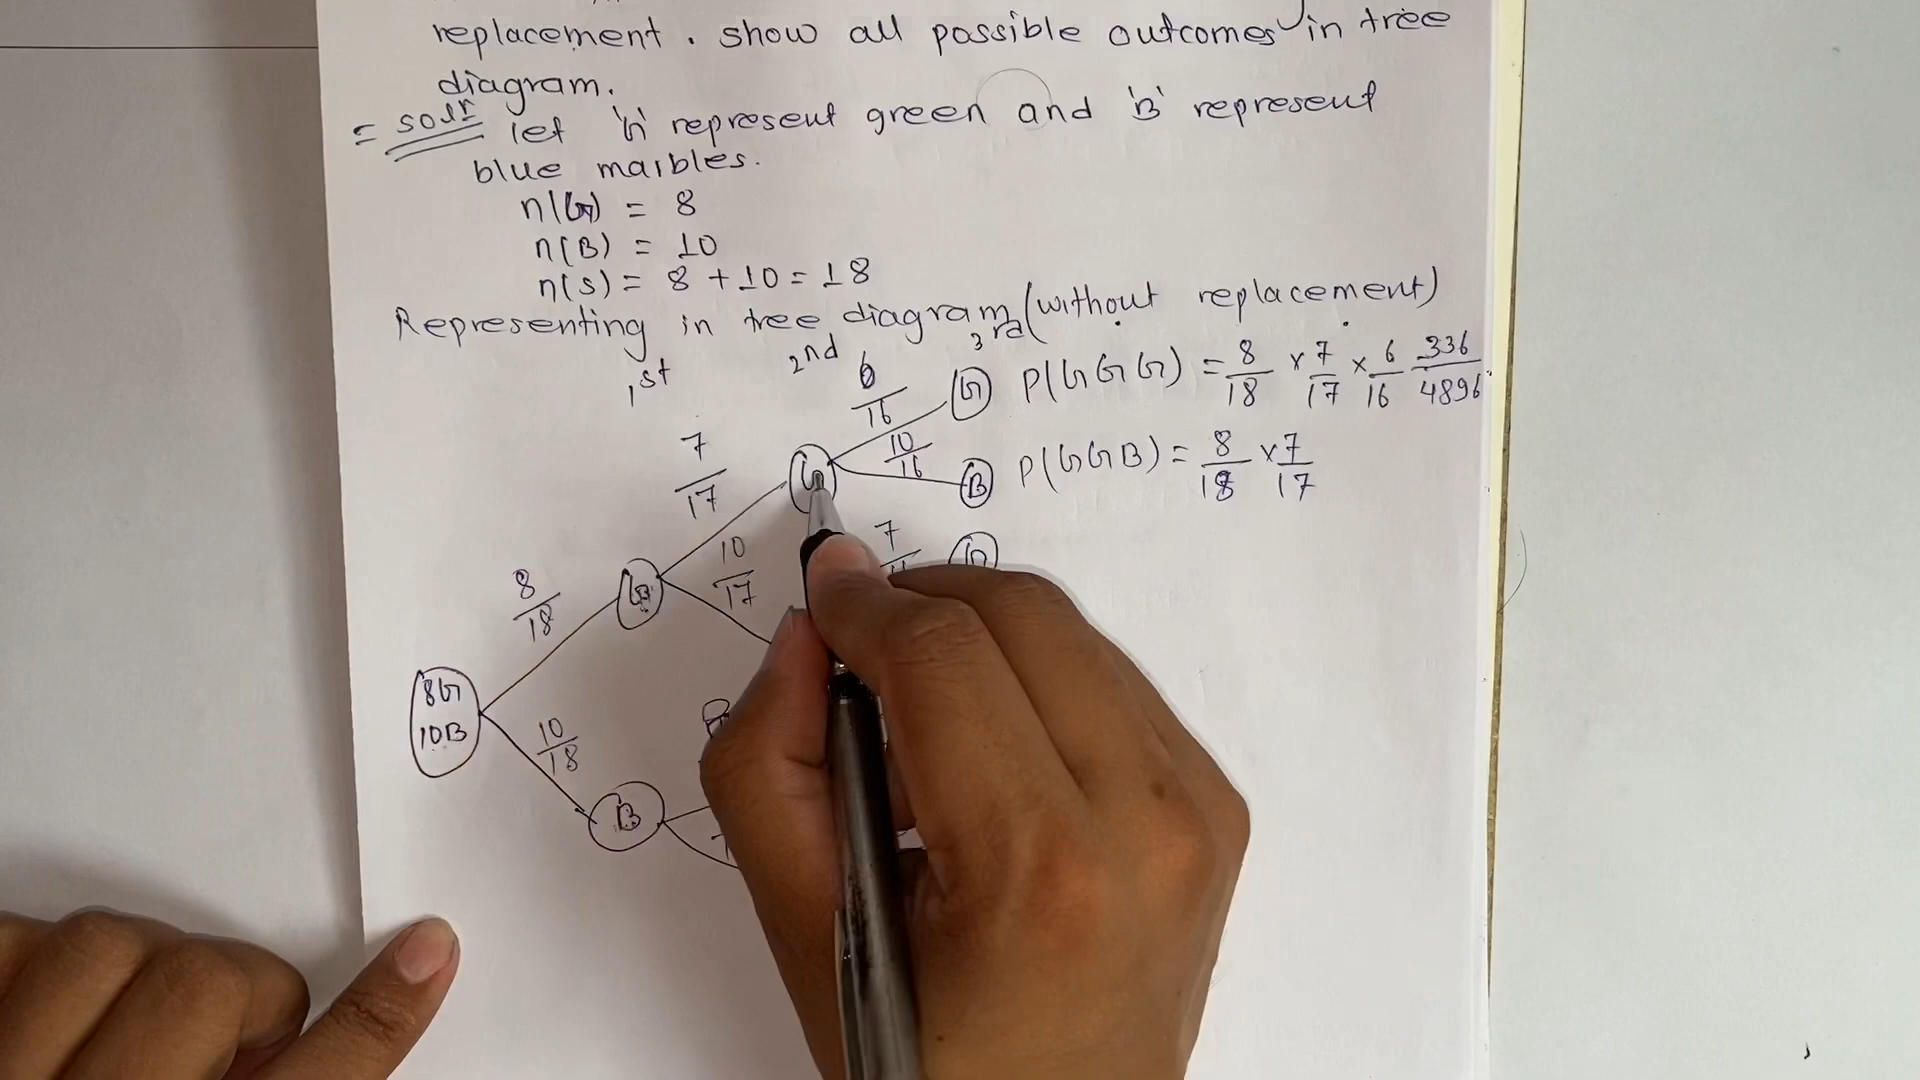 replacement. show all possible outcomes in tree
diagram.
= soln let 'G' represent green and 'B' represent
blue marbles.
n(G) = 8
n(B) = 10
n(s) = 8 + 10 = 18
Representing in tree diagram (without replacement)
1st 2nd 3rd
6/16 G P(GGG) = 8/18 × 7/17 × 6/16 336/4896
7/17 G 10/16 B P(GGB) = 8/18 × 7/17
8/18 G 10/17 7 G
8G
10B
10/18 B